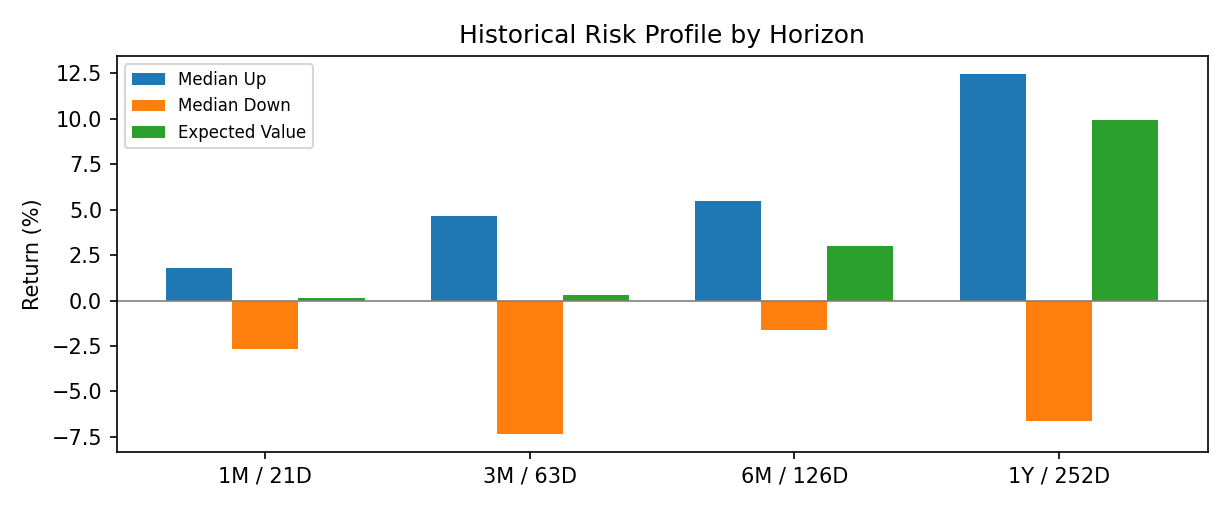 Historical Risk Profile by Horizon
Median Up
Median Down
Expected Value
Return (%)
12.5
10.0
7.5
5.0
2.5
0.0
−2.5
−5.0
−7.5
1M / 21D
3M / 63D
6M / 126D
1Y / 252D